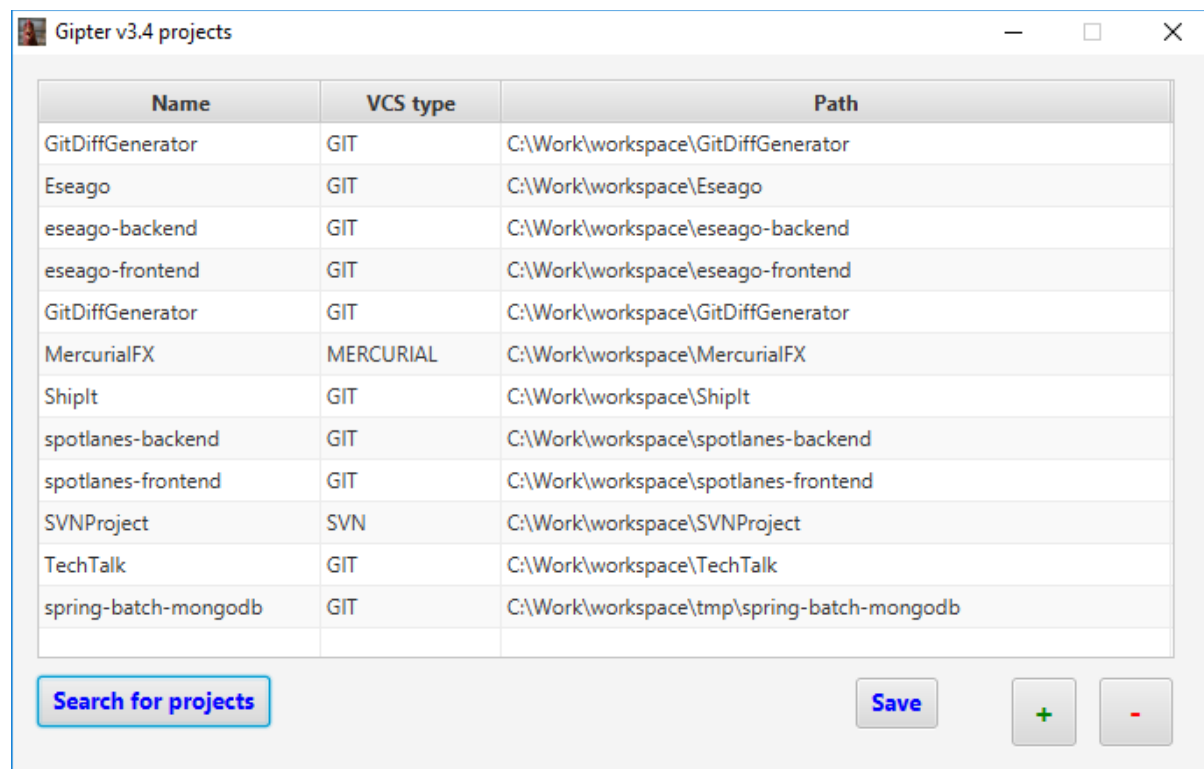 Gipter v3.4 projects
Name VCS type Path
GitDiffGenerator GIT C:\Work\workspace\GitDiffGenerator
Eseago GIT C:\Work\workspace\Eseago
eseago-backend GIT C:\Work\workspace\eseago-backend
eseago-frontend GIT C:\Work\workspace\eseago-frontend
GitDiffGenerator GIT C:\Work\workspace\GitDiffGenerator
MercurialFX MERCURIAL C:\Work\workspace\MercurialFX
ShipIt GIT C:\Work\workspace\ShipIt
spotlanes-backend GIT C:\Work\workspace\spotlanes-backend
spotlanes-frontend GIT C:\Work\workspace\spotlanes-frontend
SVNProject SVN C:\Work\workspace\SVNProject
TechTalk GIT C:\Work\workspace\TechTalk
spring-batch-mongodb GIT C:\Work\workspace\tmp\spring-batch-mongodb
Search for projects Save + -